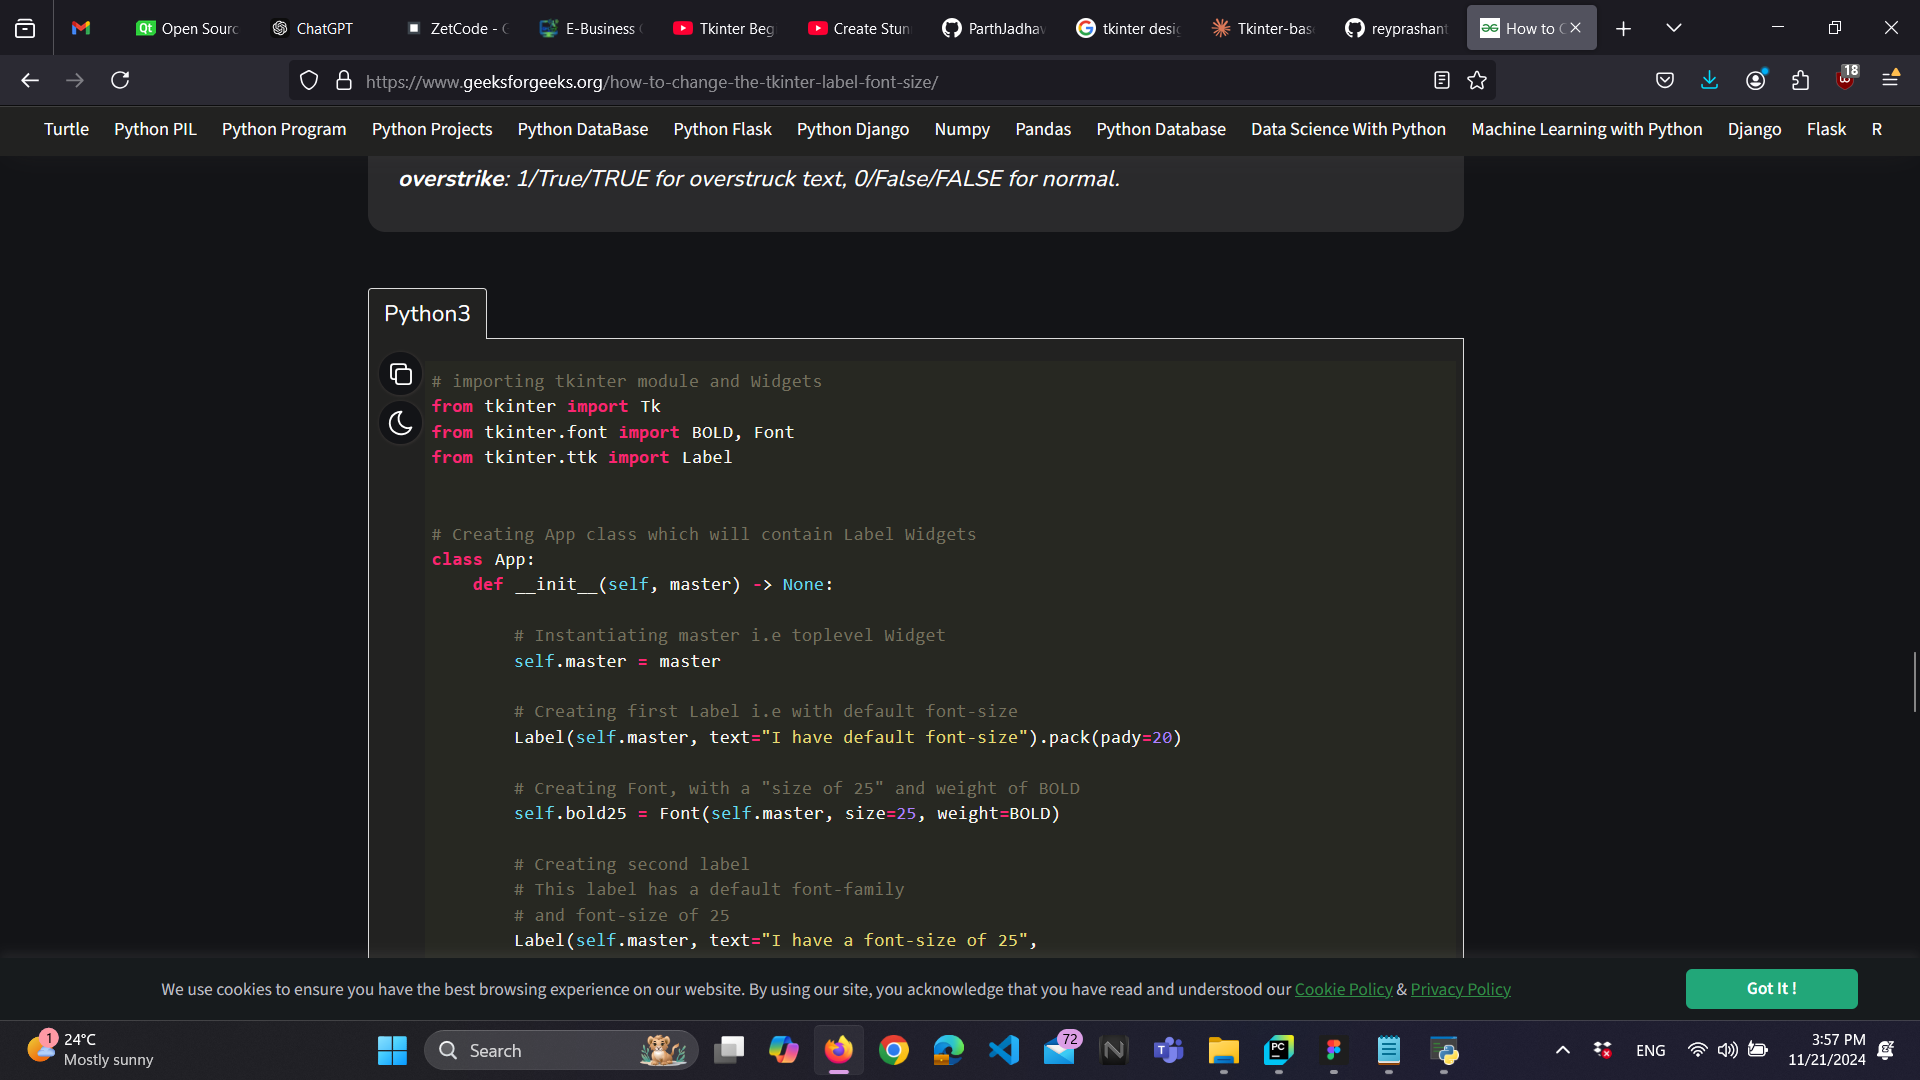 Open Sourc
ChatGPT
ZetCode - C
E-Business
Tkinter Beg
Create Stun
ParthJadhav
tkinter desig
Tkinter-bas
reyprashant
How to C
https://www.geeksforgeeks.org/how-to-change-the-tkinter-label-font-size/
18
Turtle Python PIL Python Program Python Projects Python DataBase Python Flask Python Django Numpy Pandas Python Database Data Science With Python Machine Learning with Python Django Flask R
overstrike: 1/True/TRUE for overstruck text, 0/False/FALSE for normal.
Python3
# importing tkinter module and Widgets
from tkinter import Tk
from tkinter.font import BOLD, Font
from tkinter.ttk import Label
# Creating App class which will contain Label Widgets
class App:
def __init__(self, master) -> None:
# Instantiating master i.e toplevel Widget
self.master = master
# Creating first Label i.e with default font-size
Label(self.master, text="I have default font-size").pack(pady=20)
# Creating Font, with a "size of 25" and weight of BOLD
self.bold25 = Font(self.master, size=25, weight=BOLD)
# Creating second label
# This label has a default font-family
# and font-size of 25
Label(self.master, text="I have a font-size of 25",
We use cookies to ensure you have the best browsing experience on our website. By using our site, you acknowledge that you have read and understood our Cookie Policy & Privacy Policy
Got It !
1
24°C
Mostly sunny
Search
72
PC
ENG
3:57 PM
11/21/2024